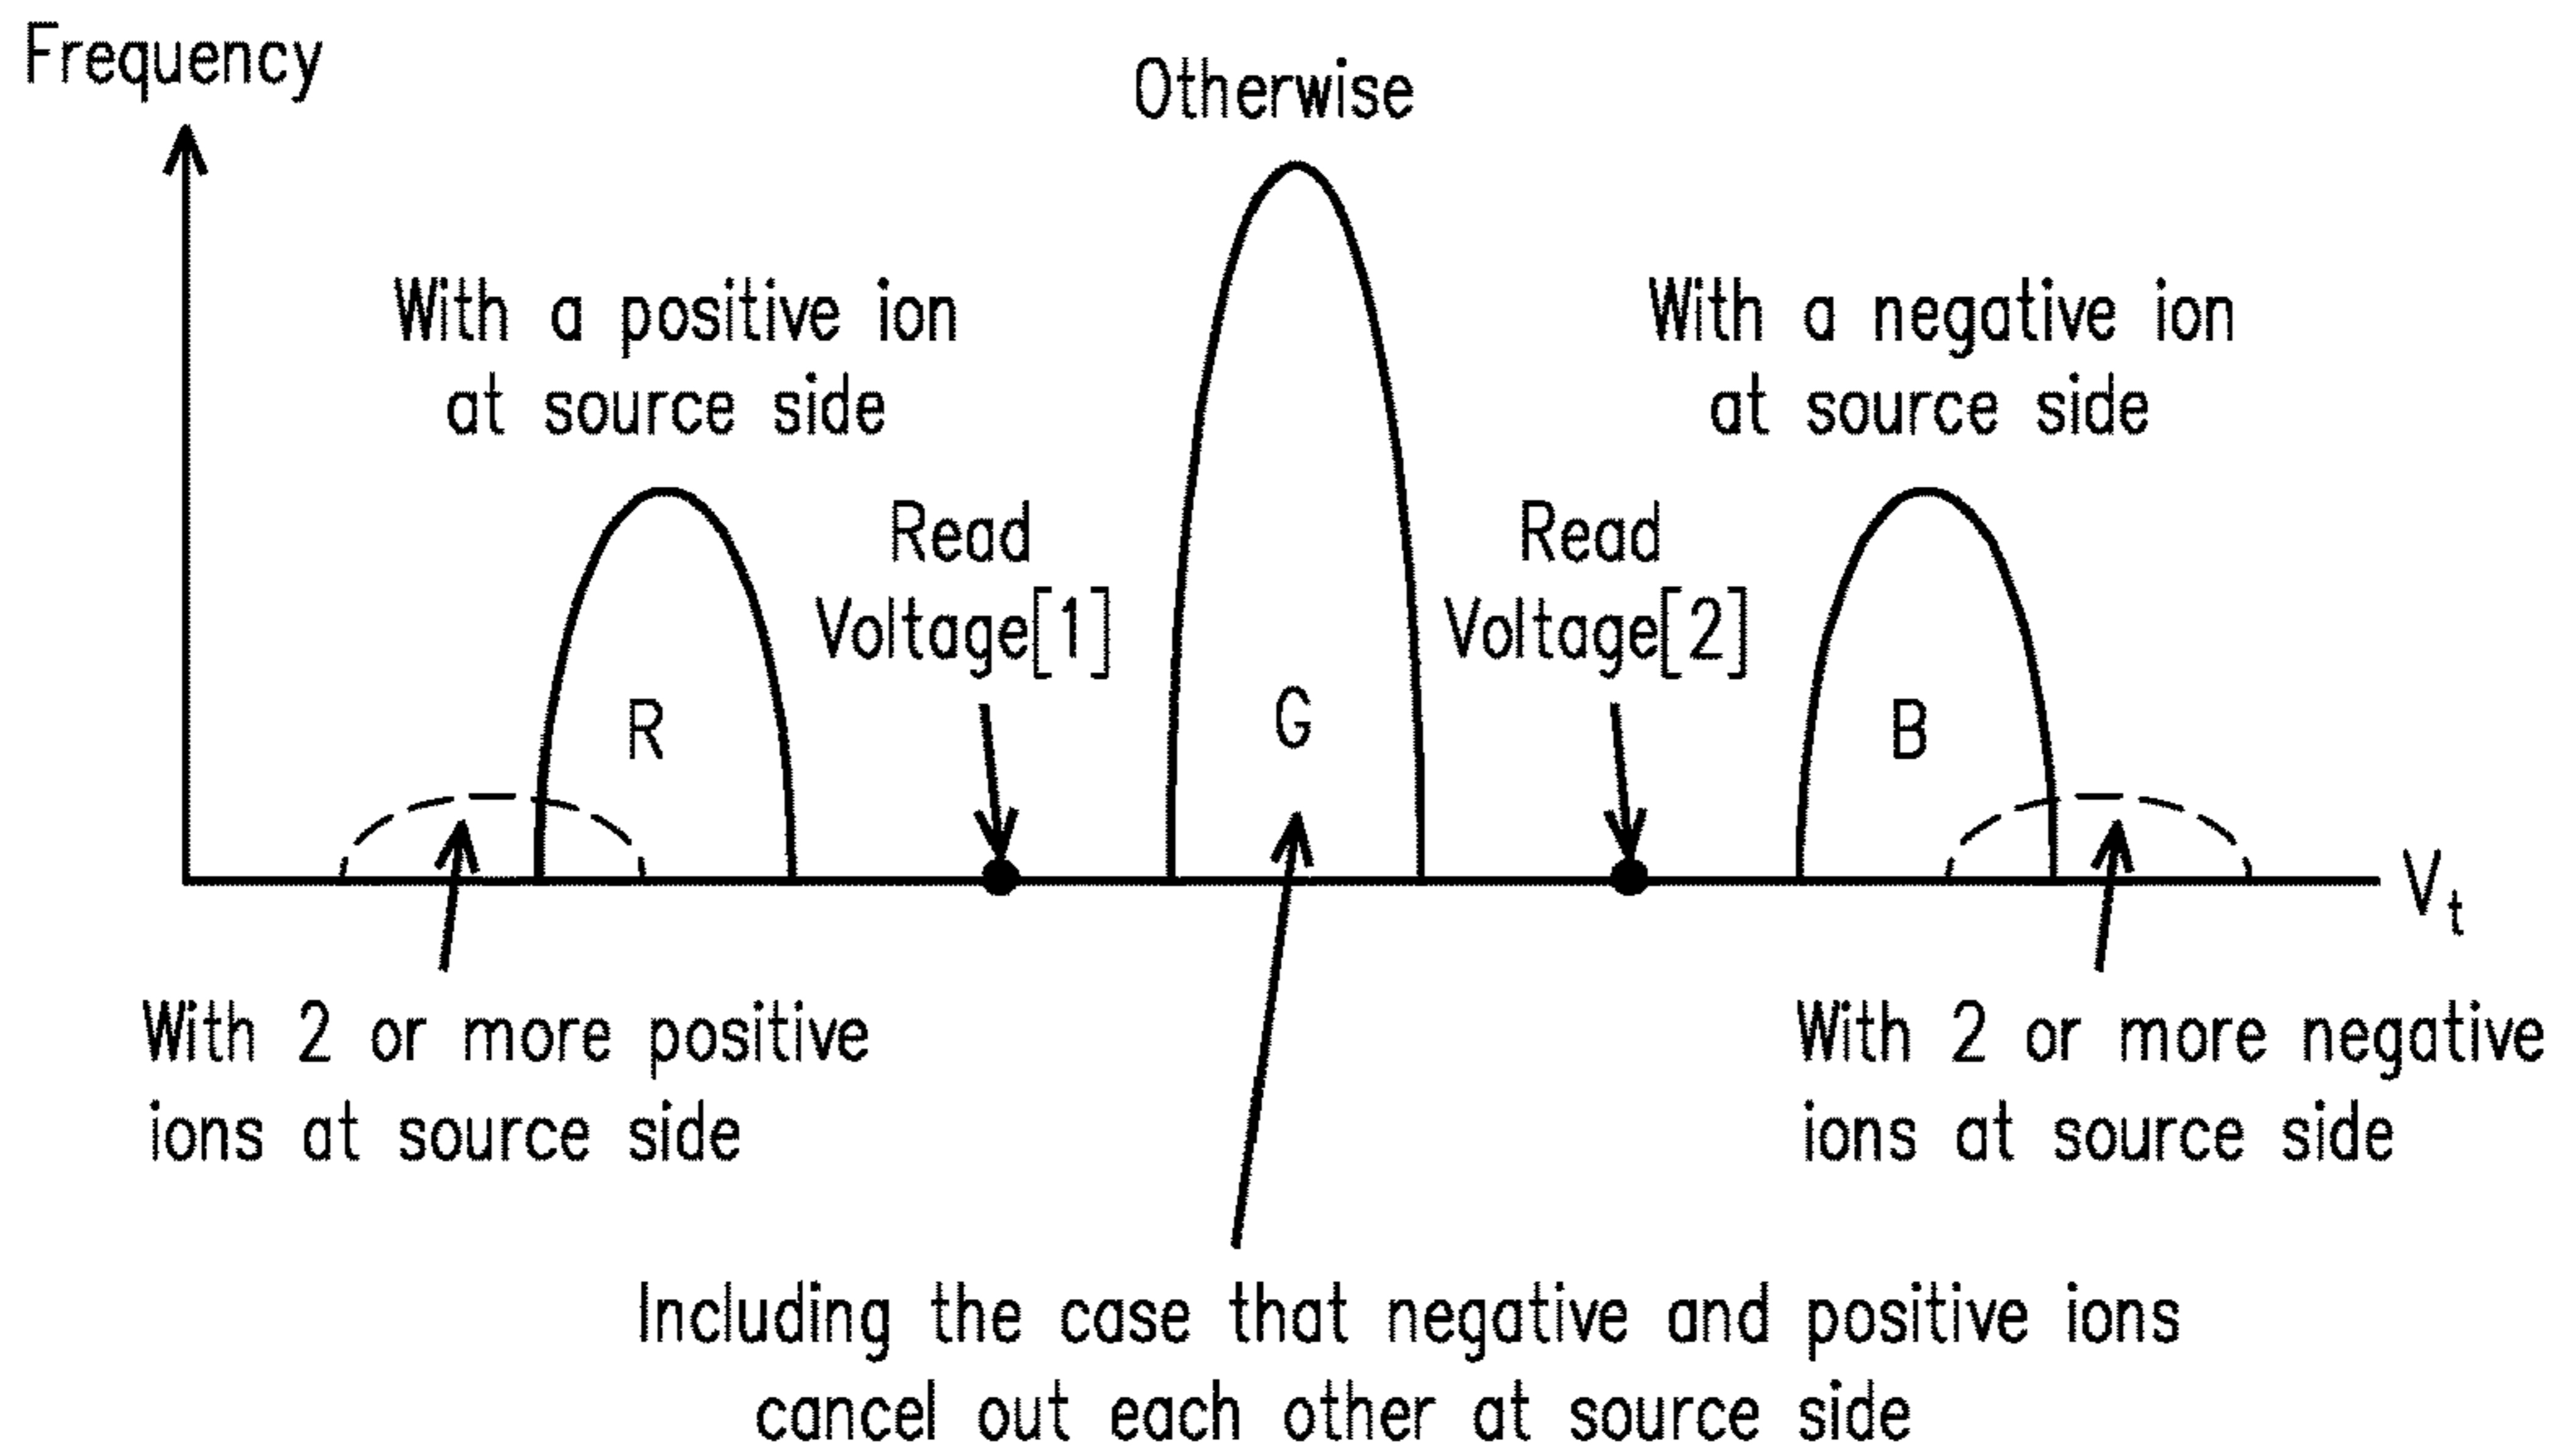 Frequency
Otherwise
With a positive ion
at source side
With a negative ion
at source side
Read
Voltage[1]
Read
Voltage[2]
R
G
B
Vt
With 2 or more positive
ions at source side
With 2 or more negative
ions at source side
Including the case that negative and positive ions
cancel out each other at source side